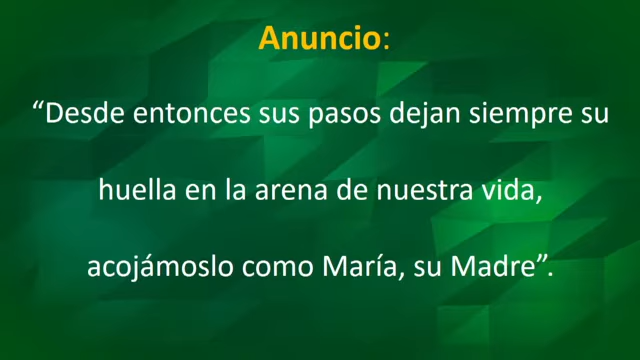 Anuncio:
“Desde entonces sus pasos dejan siempre su
huella en la arena de nuestra vida,
acojámoslo como María, su Madre”.